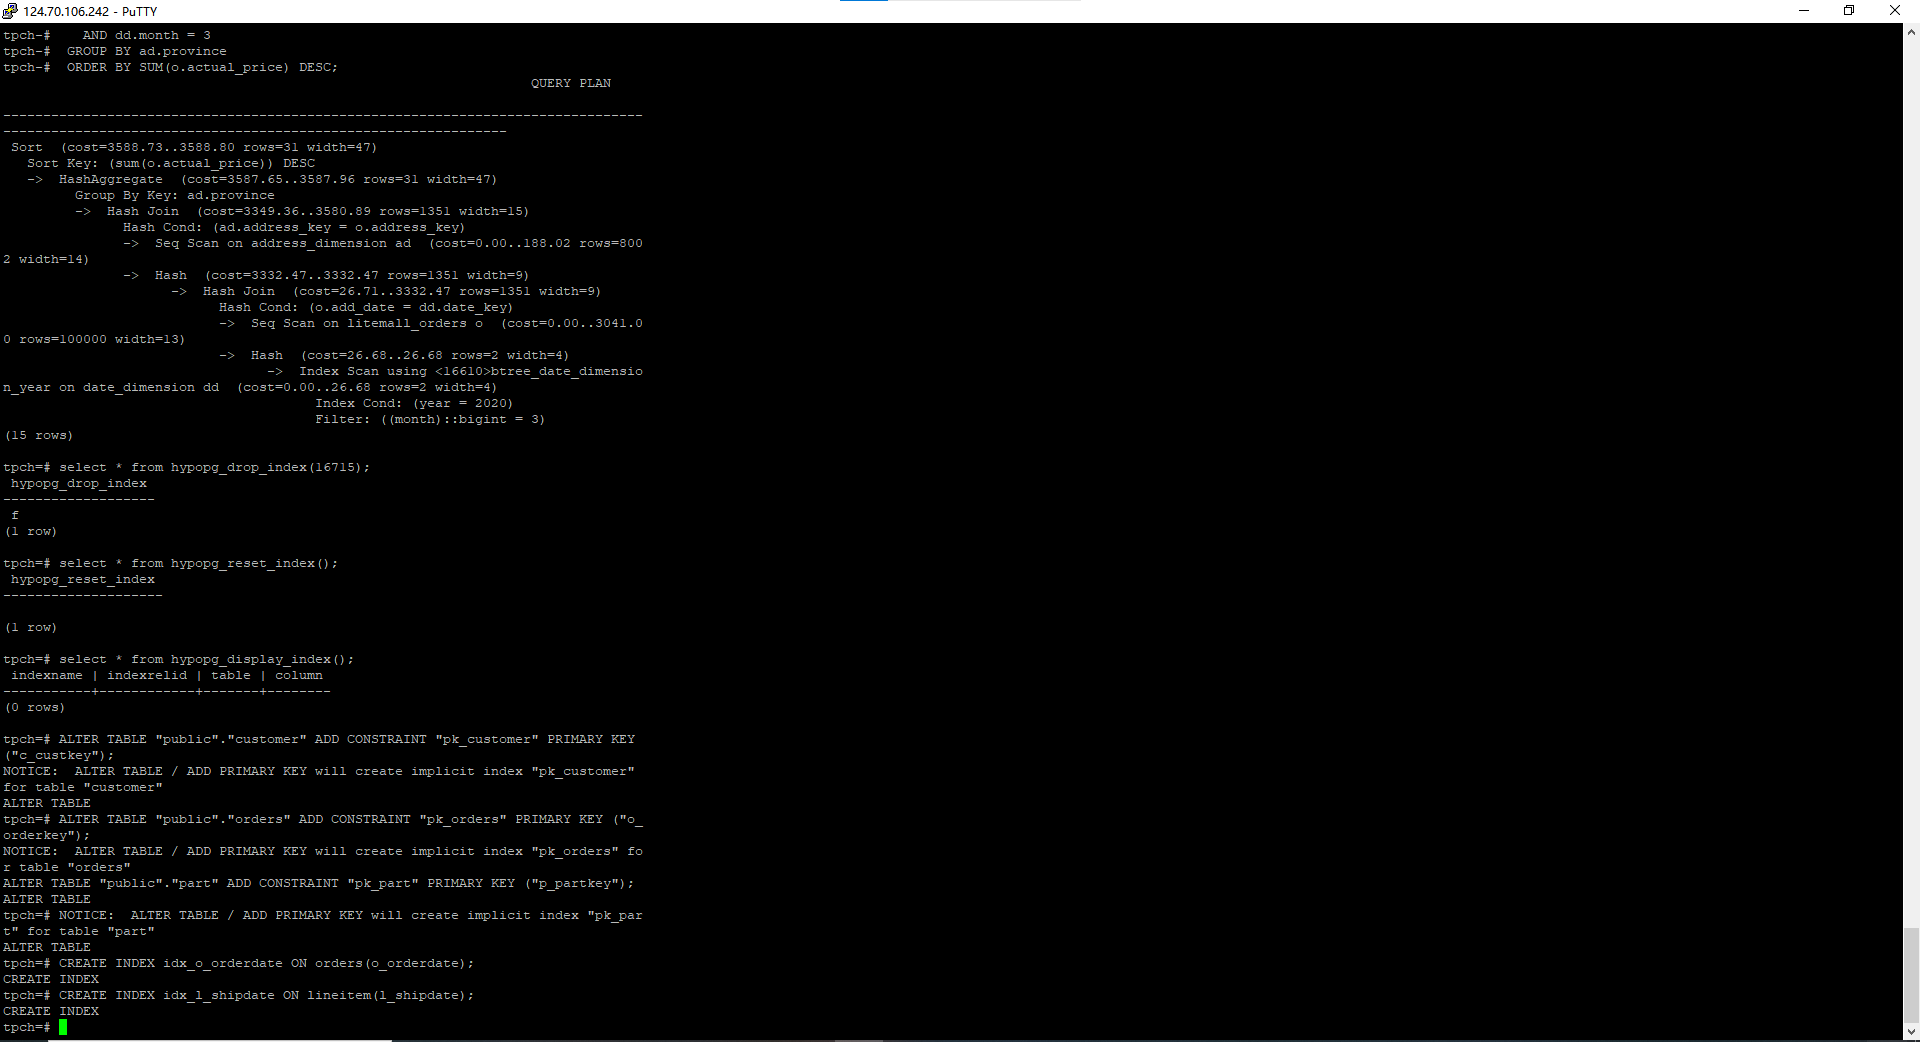 124.70.106.242 - PuTTY
tpch-#    AND dd.month = 3
tpch-#  GROUP BY ad.province
tpch-#  ORDER BY SUM(o.actual_price) DESC;
                                                                  QUERY PLAN

--------------------------------------------------------------------------------
---------------------------------------------------------------
 Sort  (cost=3588.73..3588.80 rows=31 width=47)
   Sort Key: (sum(o.actual_price)) DESC
   ->  HashAggregate  (cost=3587.65..3587.96 rows=31 width=47)
         Group By Key: ad.province
         ->  Hash Join  (cost=3349.36..3580.89 rows=1351 width=15)
               Hash Cond: (ad.address_key = o.address_key)
               ->  Seq Scan on address_dimension ad  (cost=0.00..188.02 rows=800
2 width=14)
               ->  Hash  (cost=3332.47..3332.47 rows=1351 width=9)
                     ->  Hash Join  (cost=26.71..3332.47 rows=1351 width=9)
                           Hash Cond: (o.add_date = dd.date_key)
                           ->  Seq Scan on litemall_orders o  (cost=0.00..3041.0
0 rows=100000 width=13)
                           ->  Hash  (cost=26.68..26.68 rows=2 width=4)
                                 ->  Index Scan using <16610>btree_date_dimensio
n_year on date_dimension dd  (cost=0.00..26.68 rows=2 width=4)
                                       Index Cond: (year = 2020)
                                       Filter: ((month)::bigint = 3)
(15 rows)

tpch=# select * from hypopg_drop_index(16715);
 hypopg_drop_index
-------------------
 f
(1 row)

tpch=# select * from hypopg_reset_index();
 hypopg_reset_index
--------------------

(1 row)

tpch=# select * from hypopg_display_index();
 indexname | indexrelid | table | column
-----------+------------+-------+--------
(0 rows)

tpch=# ALTER TABLE "public"."customer" ADD CONSTRAINT "pk_customer" PRIMARY KEY
("c_custkey");
NOTICE:  ALTER TABLE / ADD PRIMARY KEY will create implicit index "pk_customer"
for table "customer"
ALTER TABLE
tpch=# ALTER TABLE "public"."orders" ADD CONSTRAINT "pk_orders" PRIMARY KEY ("o_
orderkey");
NOTICE:  ALTER TABLE / ADD PRIMARY KEY will create implicit index "pk_orders" fo
r table "orders"
ALTER TABLE "public"."part" ADD CONSTRAINT "pk_part" PRIMARY KEY ("p_partkey");
ALTER TABLE
tpch=# NOTICE:  ALTER TABLE / ADD PRIMARY KEY will create implicit index "pk_par
t" for table "part"
ALTER TABLE
tpch=# CREATE INDEX idx_o_orderdate ON orders(o_orderdate);
CREATE INDEX
tpch=# CREATE INDEX idx_l_shipdate ON lineitem(l_shipdate);
CREATE INDEX
tpch=#